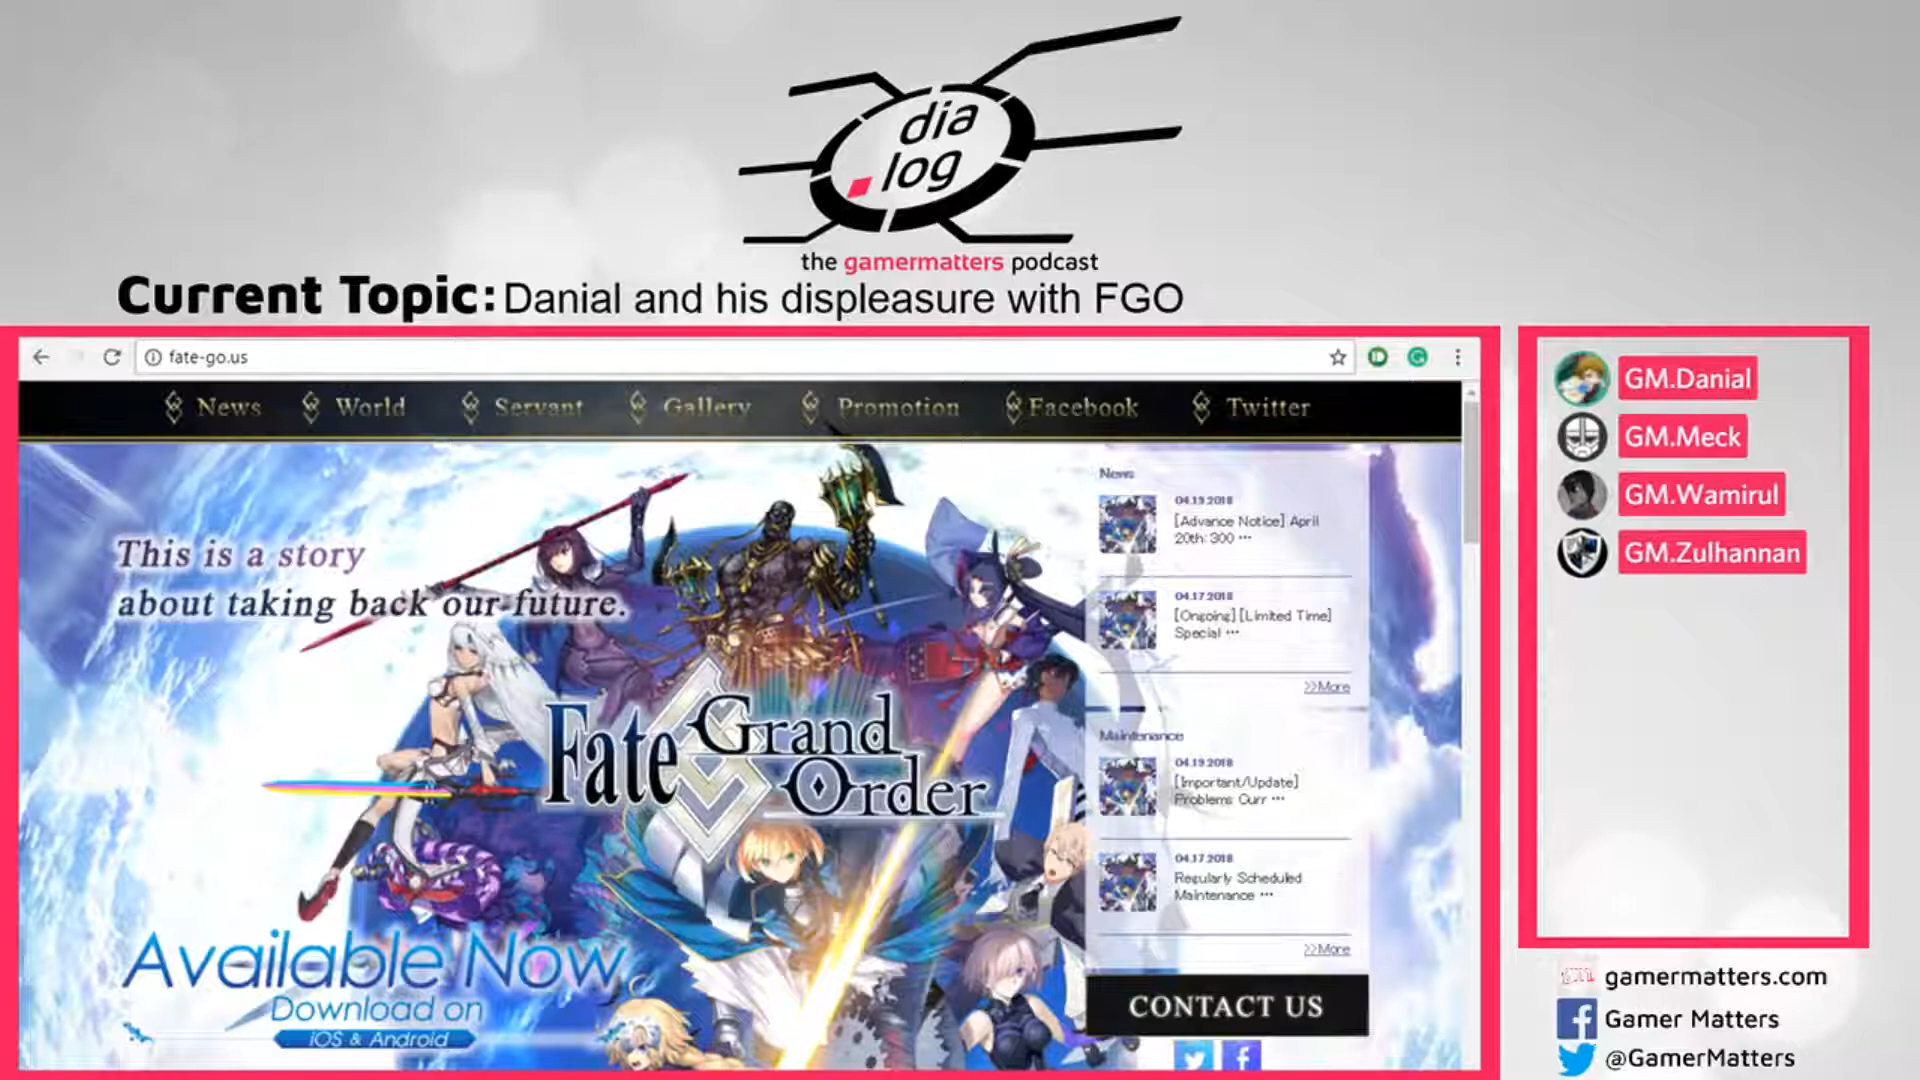 dia
.log
the gamermatters podcast
Current Topic: Danial and his displeasure with FGO
fate-go.us
News World Servant Gallery Promotion Facebook Twitter
This is a story
about taking back our future.
Fate Grand Order
Available Now
Download on
iOS & Android
News
04.19.2018
[Advance Notice] April
20th: 300 ...
04.17.2018
[Ongoing] [Limited Time]
Special ...
>>More
Maintenance
04.19.2018
[Important/Update]
Problems Curr ...
04.17.2018
Regularly Scheduled
Maintenance ...
>>More
CONTACT US
GM.Danial
GM.Meck
GM.Wamirul
GM.Zulhannan
gamermatters.com
Gamer Matters
@GamerMatters